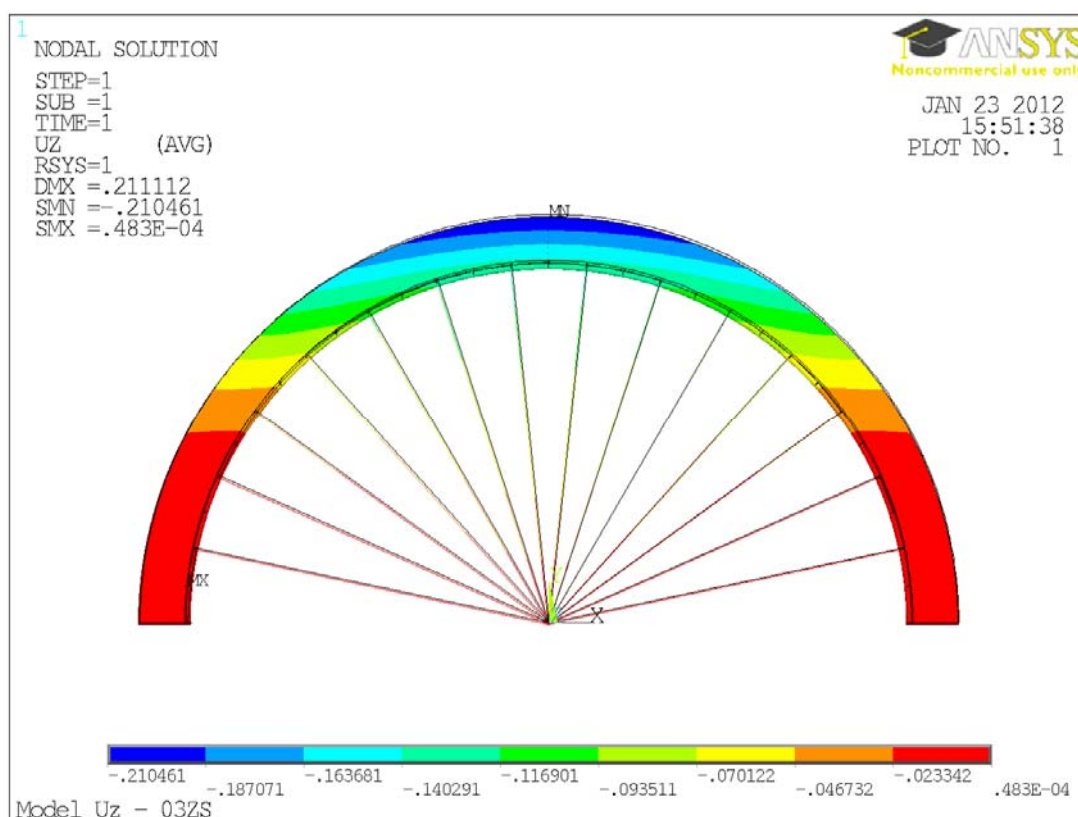 1
NODAL SOLUTION
STEP=1
SUB =1
TIME=1
UZ (AVG)
RSYS=1
DMX =.211112
SMN=-.210461
SMX =.483E-04
ANSYS
Noncommercial use only
JAN 23 2012
15:51:38
PLOT NO. 1
MN
MX
X
-.210461 -.163681 -.116901 -.070122 -.023342
-.187071 -.140291 -.093511 -.046732 .483E-04
Model Uz - 03ZS